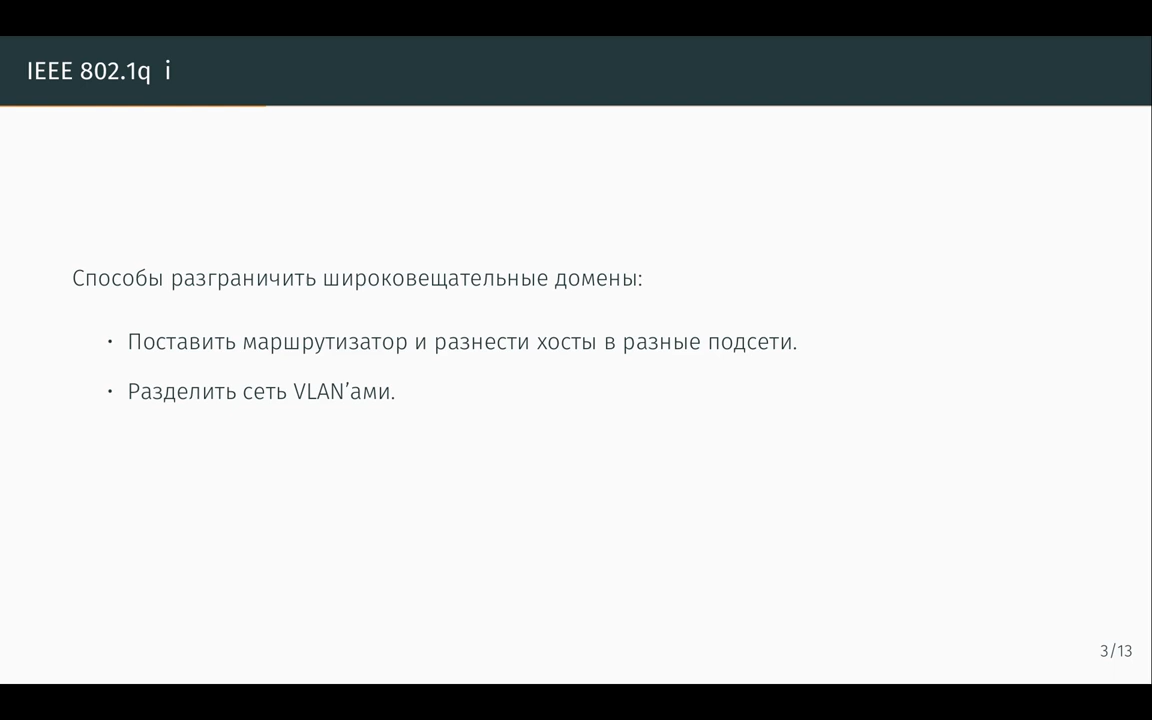 IEEE 802.1q i
Способы разграничить широковещательные домены:
• Поставить маршрутизатор и разнести хосты в разные подсети.
• Разделить сеть VLAN’ами.
3/13